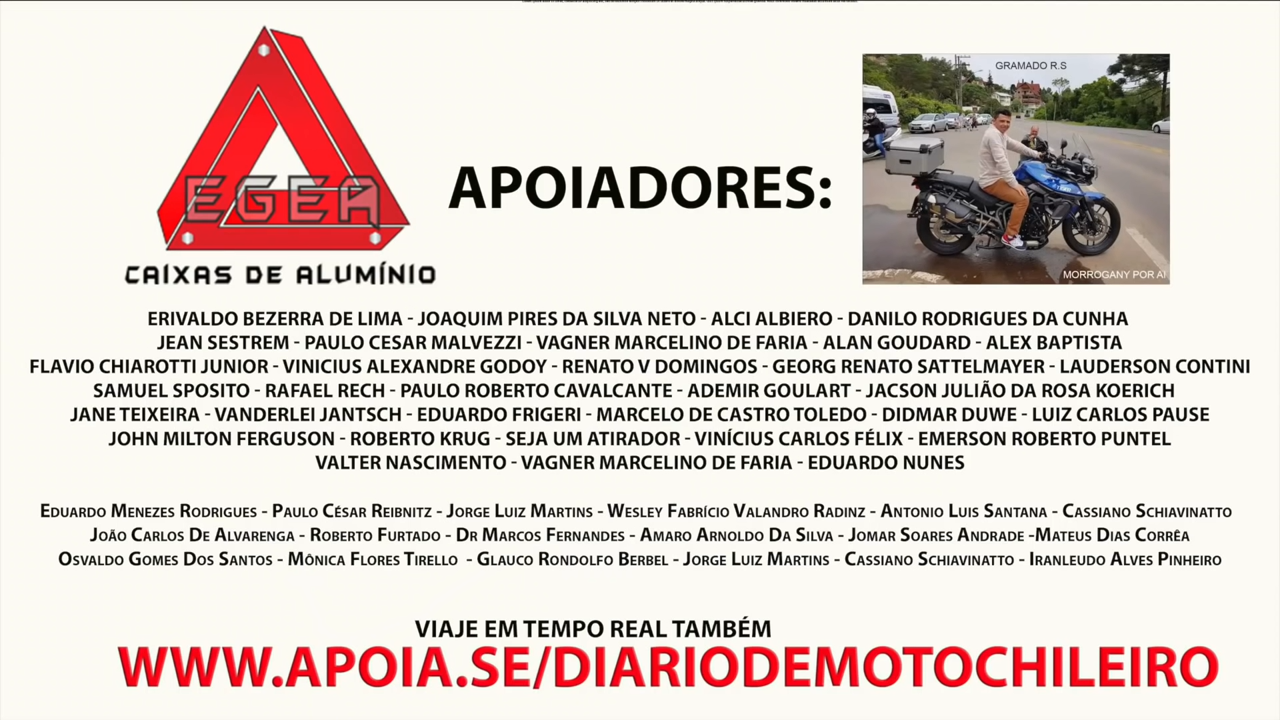 EGEA
CAIXAS DE ALUMÍNIO
APOIADORES:
GRAMADO R.S
MORROGANY POR AI
ERIVALDO BEZERRA DE LIMA - JOAQUIM PIRES DA SILVA NETO - ALCI ALBIERO - DANILO RODRIGUES DA CUNHA
JEAN SESTREM - PAULO CESAR MALVEZZI - VAGNER MARCELINO DE FARIA - ALAN GOUDARD - ALEX BAPTISTA
FLAVIO CHIAROTTI JUNIOR - VINICIUS ALEXANDRE GODOY - RENATO V DOMINGOS - GEORG RENATO SATTELMAYER - LAUDERSON CONTINI
SAMUEL SPOSITO - RAFAEL RECH - PAULO ROBERTO CAVALCANTE - ADEMIR GOULART - JACSON JULIÃO DA ROSA KOERICH
JANE TEIXEIRA - VANDERLEI JANTSCH - EDUARDO FRIGERI - MARCELO DE CASTRO TOLEDO - DIDMAR DUWE - LUIZ CARLOS PAUSE
JOHN MILTON FERGUSON - ROBERTO KRUG - SEJA UM ATIRADOR - VINÍCIUS CARLOS FÉLIX - EMERSON ROBERTO PUNTEL
VALTER NASCIMENTO - VAGNER MARCELINO DE FARIA - EDUARDO NUNES
Eduardo Menezes Rodrigues - Paulo César Reibnitz - Jorge Luiz Martins - Wesley Fabrício Valandro Radinz - Antonio Luis Santana - Cassiano Schiavinatto
João Carlos De Alvarenga - Roberto Furtado - Dr Marcos Fernandes - Amaro Arnoldo Da Silva - Jomar Soares Andrade -Mateus Dias Corrêa
Osvaldo Gomes Dos Santos - Mônica Flores Tirello - Glauco Rondolfo Berbel - Jorge Luiz Martins - Cassiano Schiavinatto - Iranleudo Alves Pinheiro
VIAJE EM TEMPO REAL TAMBÉM
WWW.APOIA.SE/DIARIODEMOTOCHILEIRO